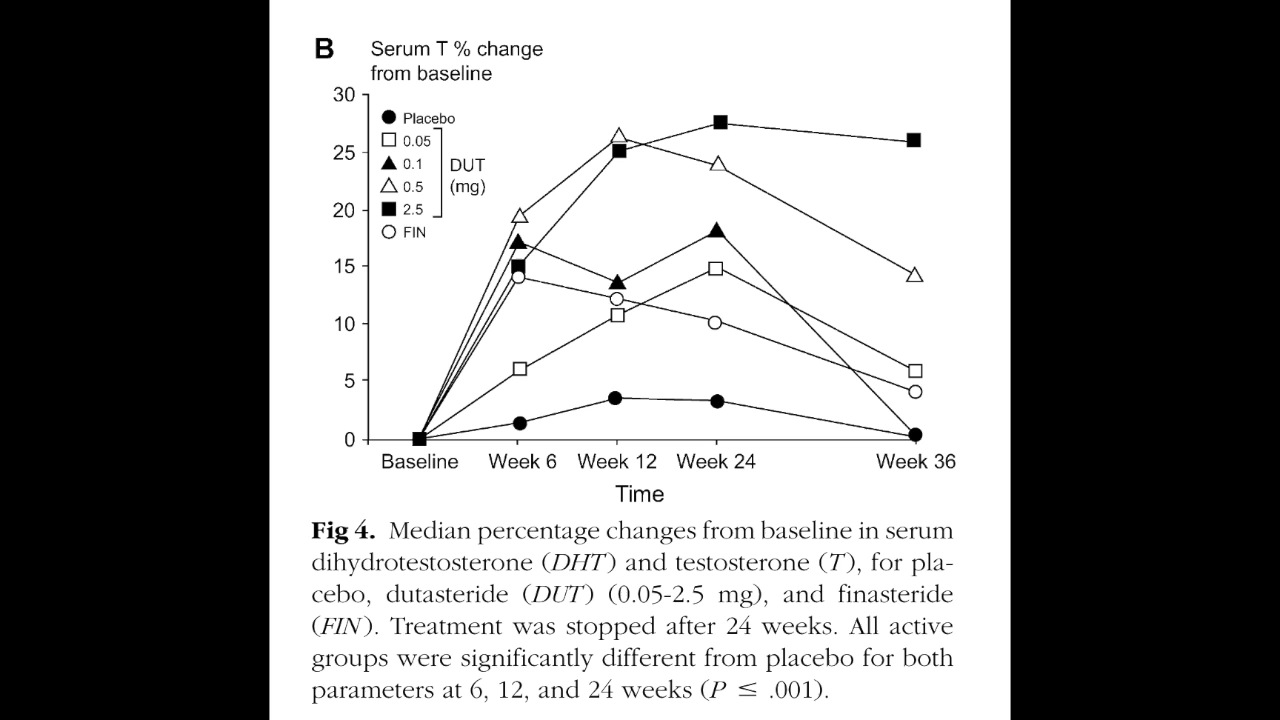 B
Serum T % change
from baseline
30
25
20
15
10
5
0
Placebo
0.05
0.1
0.5
2.5
FIN
DUT
(mg)
Baseline
Week 6
Week 12
Week 24
Week 36
Time
Fig 4. Median percentage changes from baseline in serum
dihydrotestosterone (DHT) and testosterone (T), for pla-
cebo, dutasteride (DUT) (0.05-2.5 mg), and finasteride
(FIN). Treatment was stopped after 24 weeks. All active
groups were significantly different from placebo for both
parameters at 6, 12, and 24 weeks (P ≤ .001).